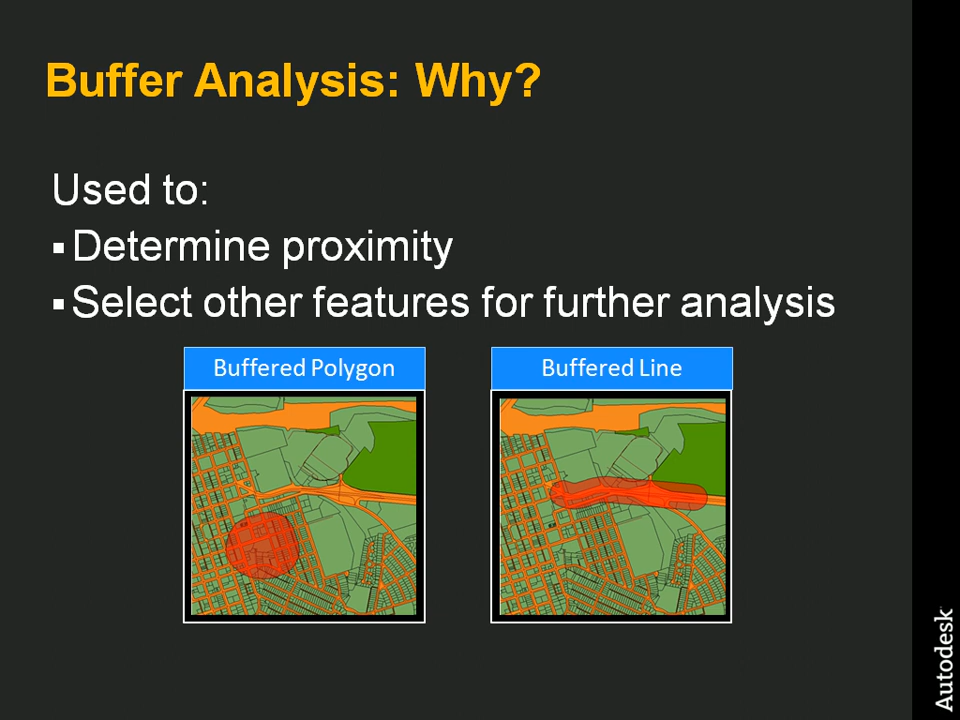 Buffer Analysis: Why?
Used to:
▪ Determine proximity
▪ Select other features for further analysis
Buffered Polygon
Buffered Line
Autodesk